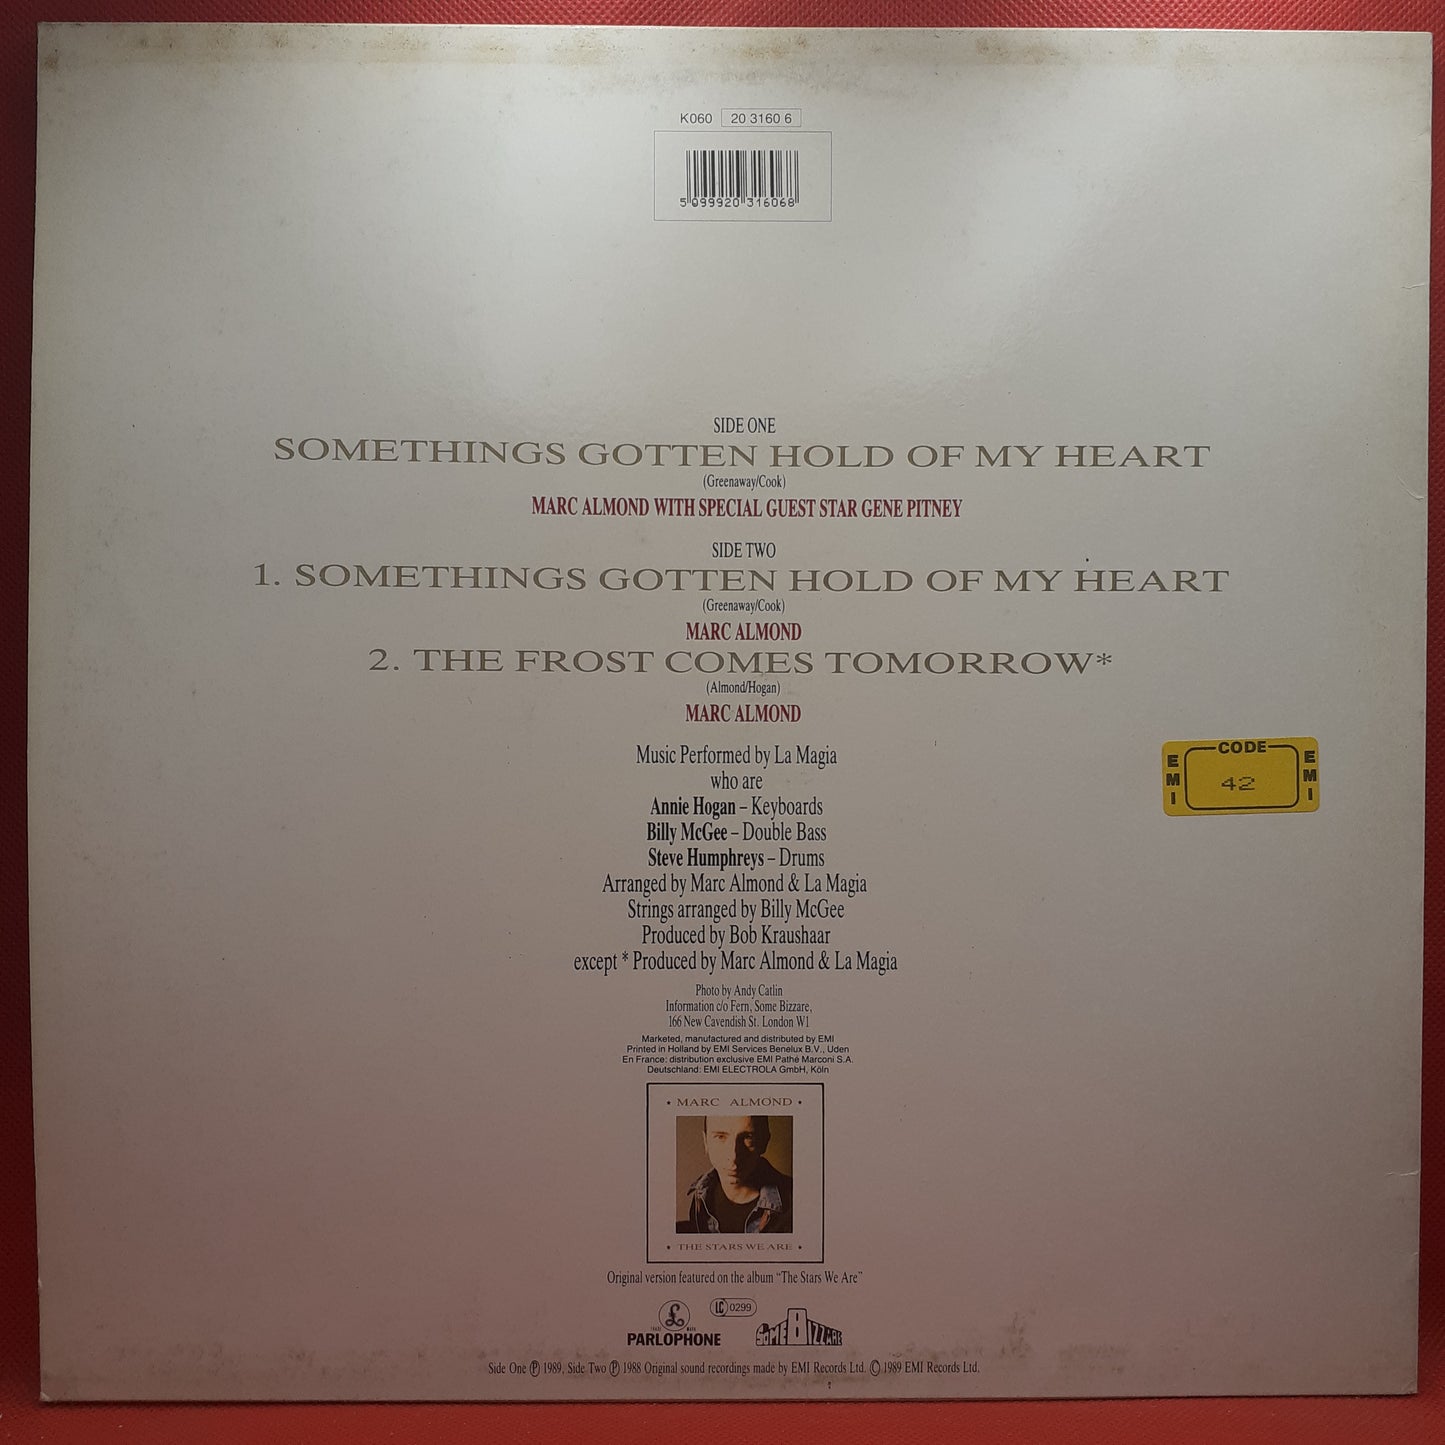 K060 20 3160 6
5 099920 316068
SIDE ONE
SOMETHINGS GOTTEN HOLD OF MY HEART
(Greenaway/Cook)
MARC ALMOND WITH SPECIAL GUEST STAR GENE PITNEY
SIDE TWO
1. SOMETHINGS GOTTEN HOLD OF MY HEART
(Greenaway/Cook)
MARC ALMOND
2. THE FROST COMES TOMORROW*
(Almond/Hogan)
MARC ALMOND
CODE
EMI 42 EMI
Music Performed by La Magia
who are
Annie Hogan – Keyboards
Billy McGee – Double Bass
Steve Humphreys – Drums
Arranged by Marc Almond & La Magia
Strings arranged by Billy McGee
Produced by Bob Kraushaar
except * Produced by Marc Almond & La Magia
Photo by Andy Catlin
Information c/o Fern, Some Bizzare,
166 New Cavendish St. London W1
Marketed, manufactured and distributed by EMI
Printed in Holland by EMI Services Benelux B.V., Uden
En France: distribution exclusive EMI Pathé Marconi S.A.
Deutschland: EMI ELECTROLA GmbH, Köln
• MARC ALMOND •
• THE STARS WE ARE •
Original version featured on the album "The Stars We Are"
LC 0299
£
TRADE MARK
PARLOPHONE
SOME BIZZARE
Side One Ⓟ 1989, Side Two Ⓟ 1988 Original sound recordings made by EMI Records Ltd. © 1989 EMI Records Ltd.